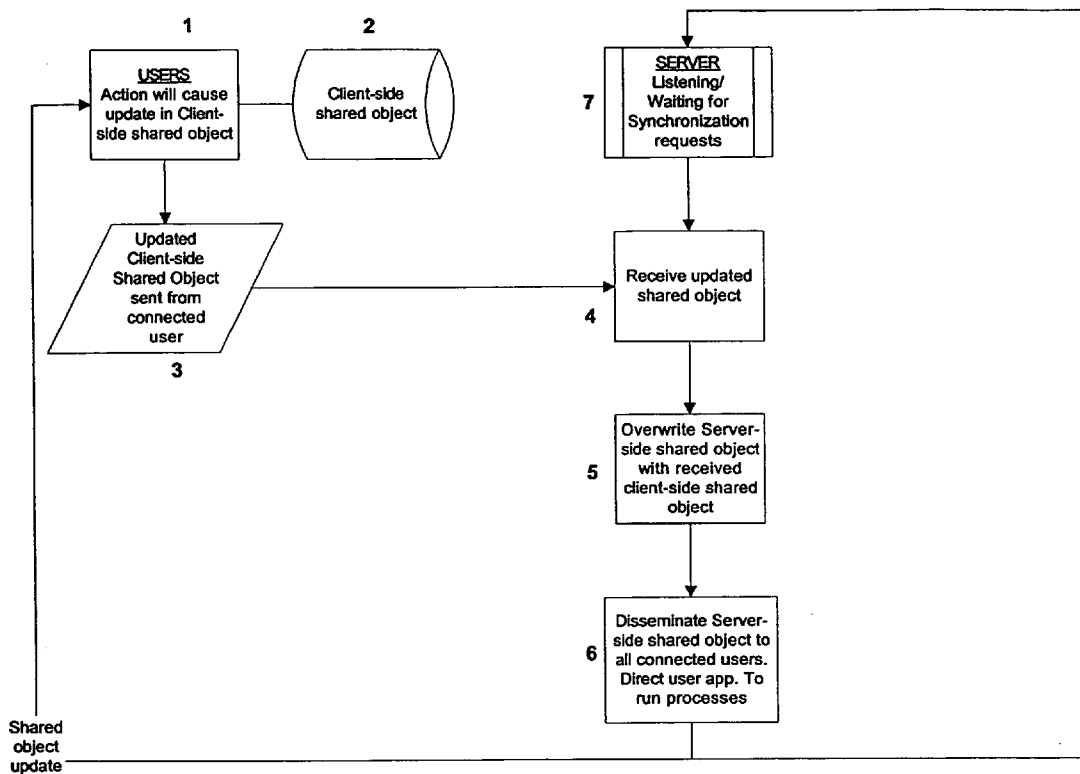 1
2
USERS
Action will cause
update in Client-
side shared object
Client-side
shared object
7
SERVER
Listening/
Waiting for
Synchronization
requests
Updated
Client-side
Shared Object
sent from
connected
user
3
Receive updated
shared object
4
5
Overwrite Server-
side shared object
with received
client-side shared
object
6
Disseminate Server-
side shared object to
all connected users.
Direct user app. To
run processes
Shared
object
update